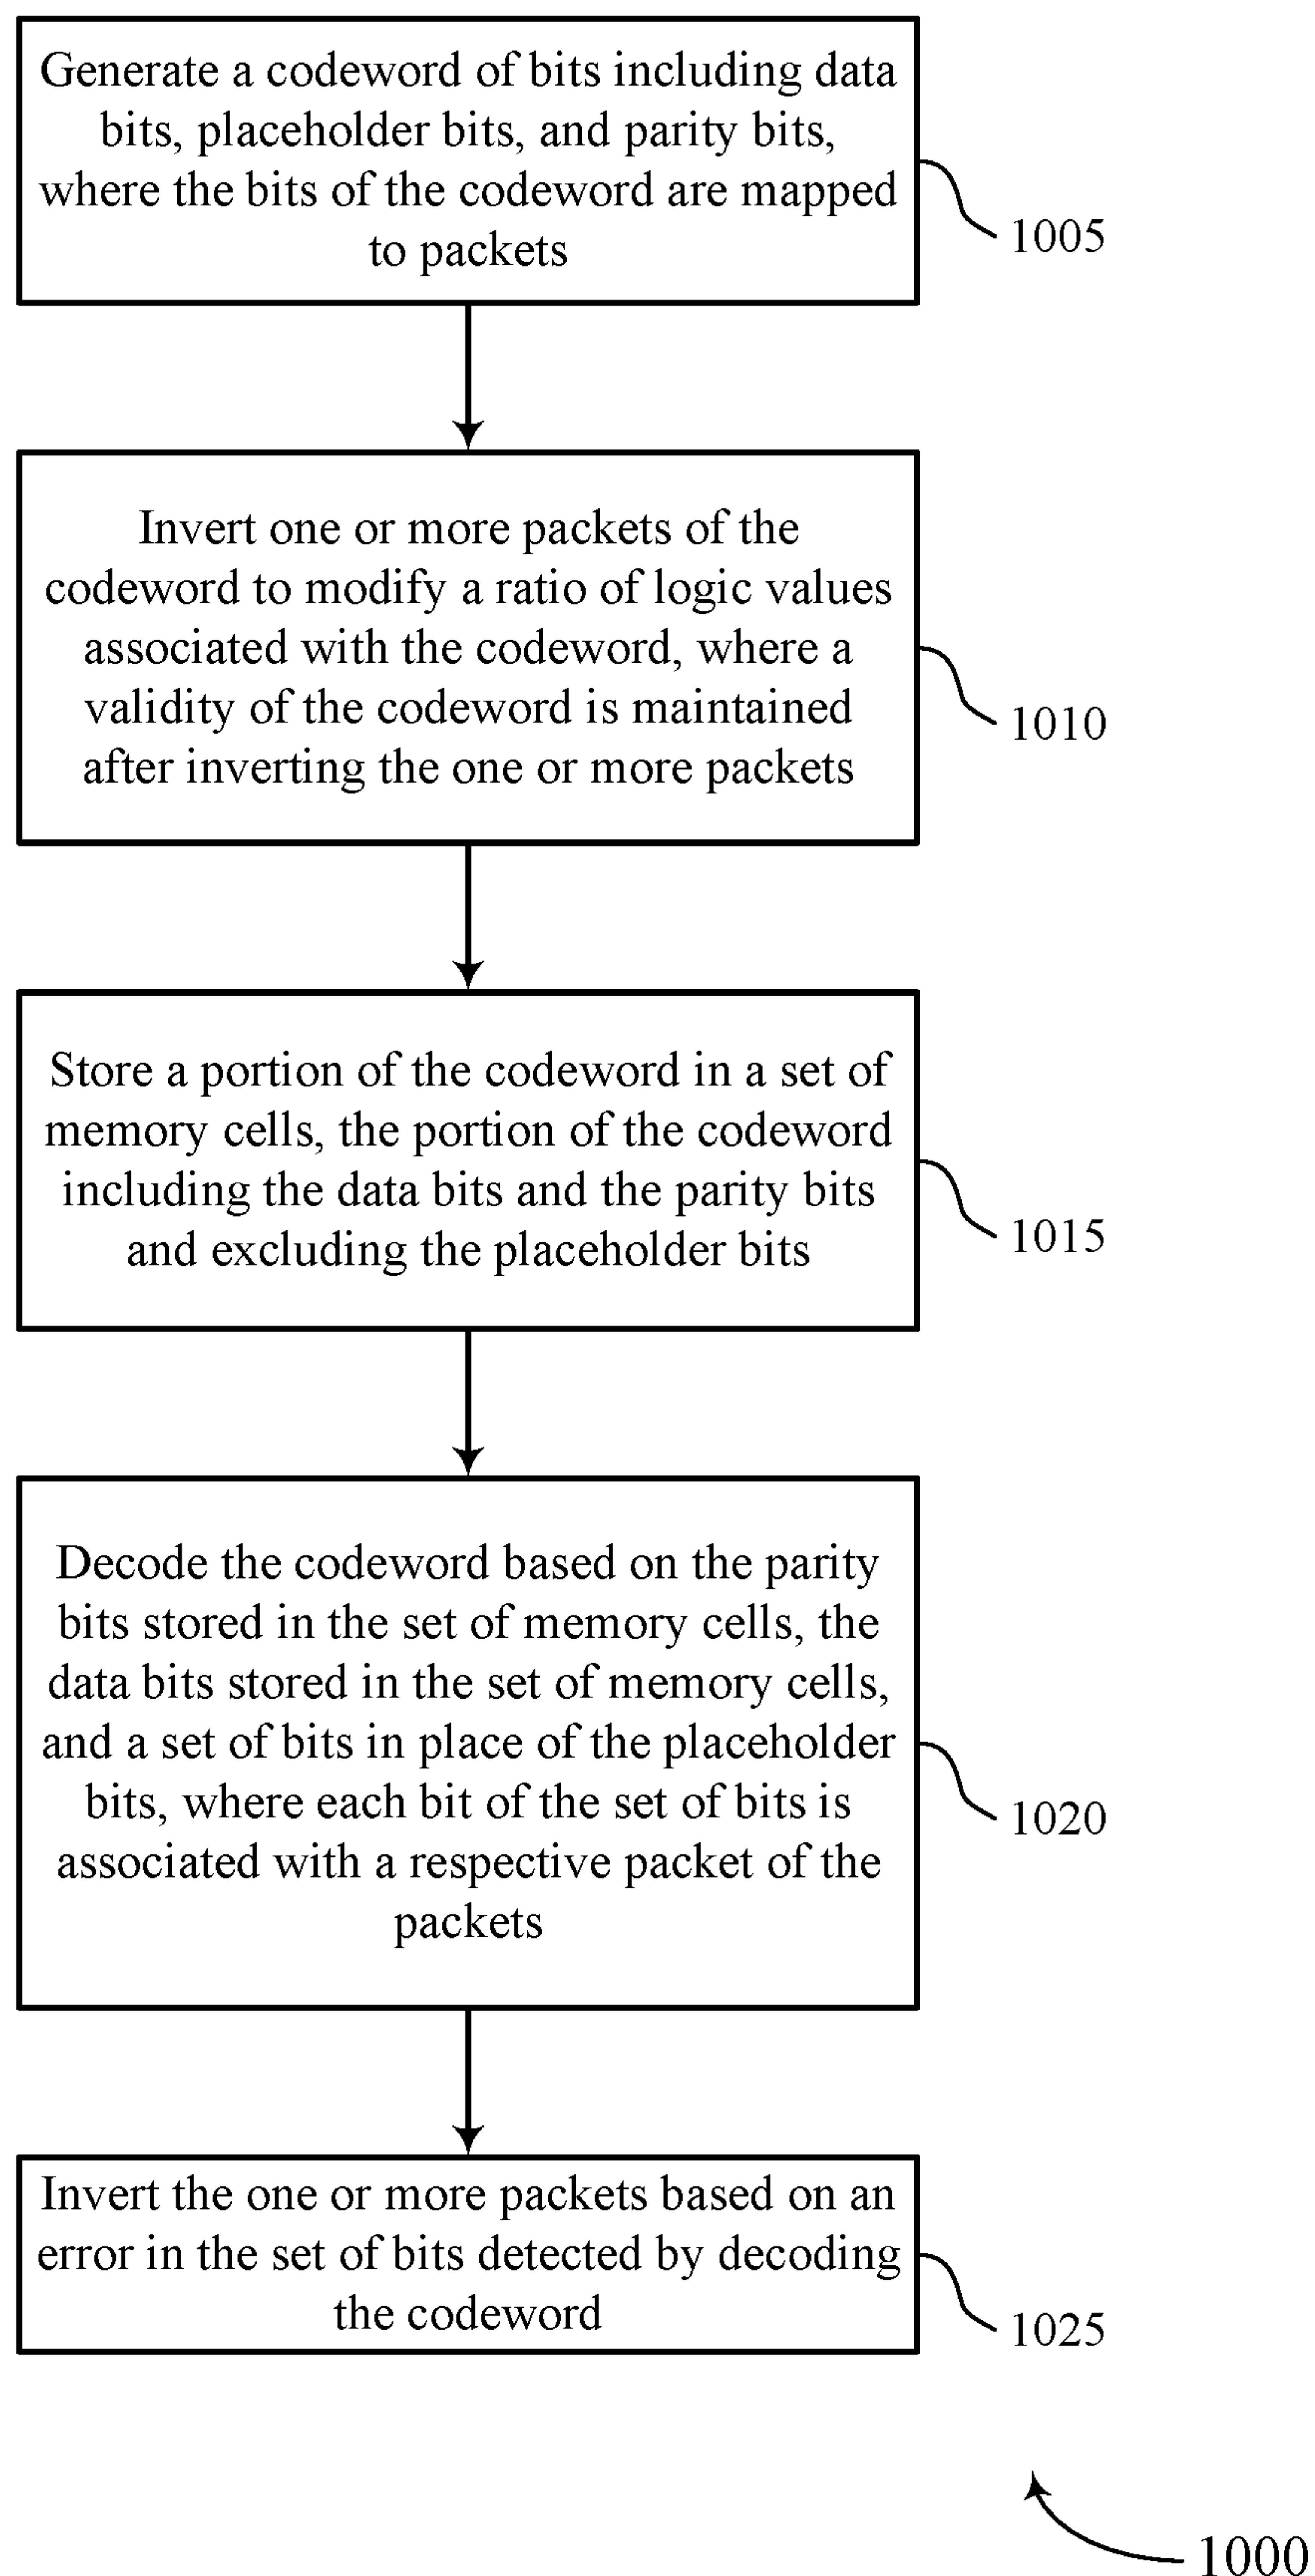 Generate a codeword of bits including data
bits, placeholder bits, and parity bits,
where the bits of the codeword are mapped
to packets
1005
Invert one or more packets of the
codeword to modify a ratio of logic values
associated with the codeword, where a
validity of the codeword is maintained
after inverting the one or more packets
1010
Store a portion of the codeword in a set of
memory cells, the portion of the codeword
including the data bits and the parity bits
and excluding the placeholder bits
1015
Decode the codeword based on the parity
bits stored in the set of memory cells, the
data bits stored in the set of memory cells,
and a set of bits in place of the placeholder
bits, where each bit of the set of bits is
associated with a respective packet of the
packets
1020
Invert the one or more packets based on an
error in the set of bits detected by decoding
the codeword
1025
1000